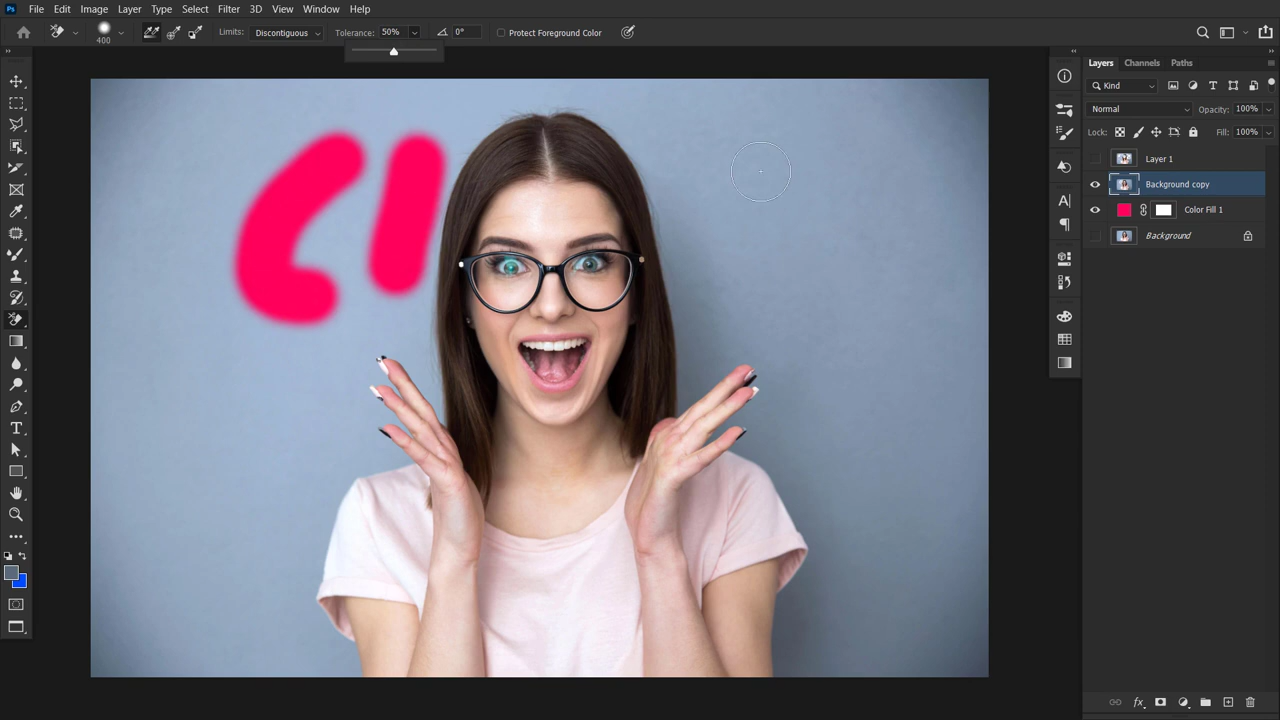 Ps File Edit Image Layer Type Select Filter 3D View Window Help
400 Limits: Discontiguous Tolerance: 50% 0° Protect Foreground Color
Layers Channels Paths
Kind
Normal Opacity: 100%
Lock: Fill: 100%
Layer 1
Background copy
Color Fill 1
Background